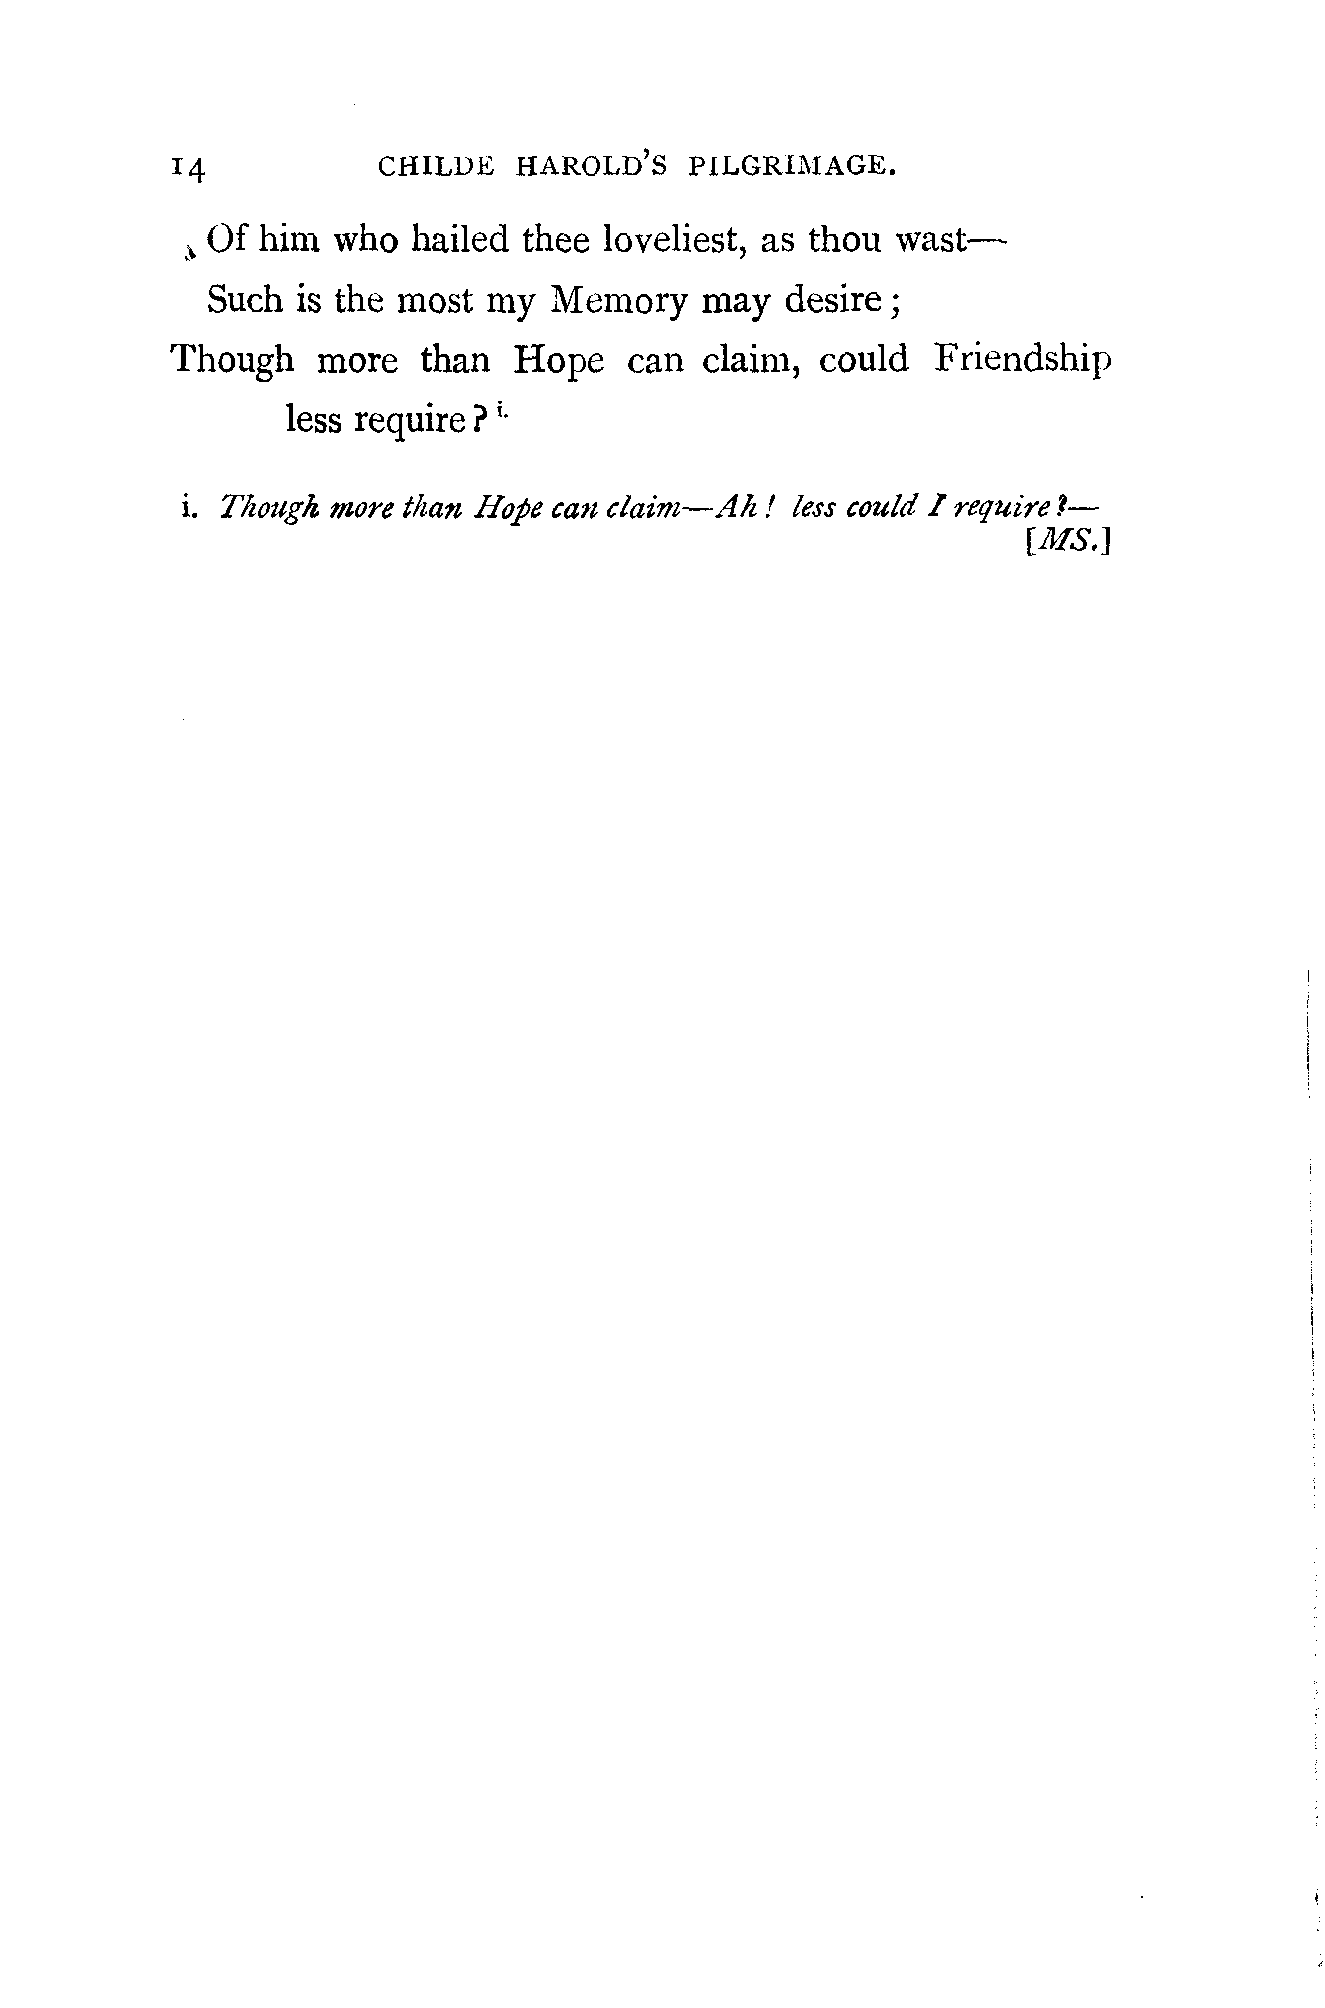 14 CHILDE HAROLD'S PILGRIMAGE.
Of him who hailed thee loveliest, as thou wast—
Such is the most my Memory may desire;
Though more than Hope can claim, could Friendship
less require? i.
i. Though more than Hope can claim—Ah! less could I require?—
[MS.]